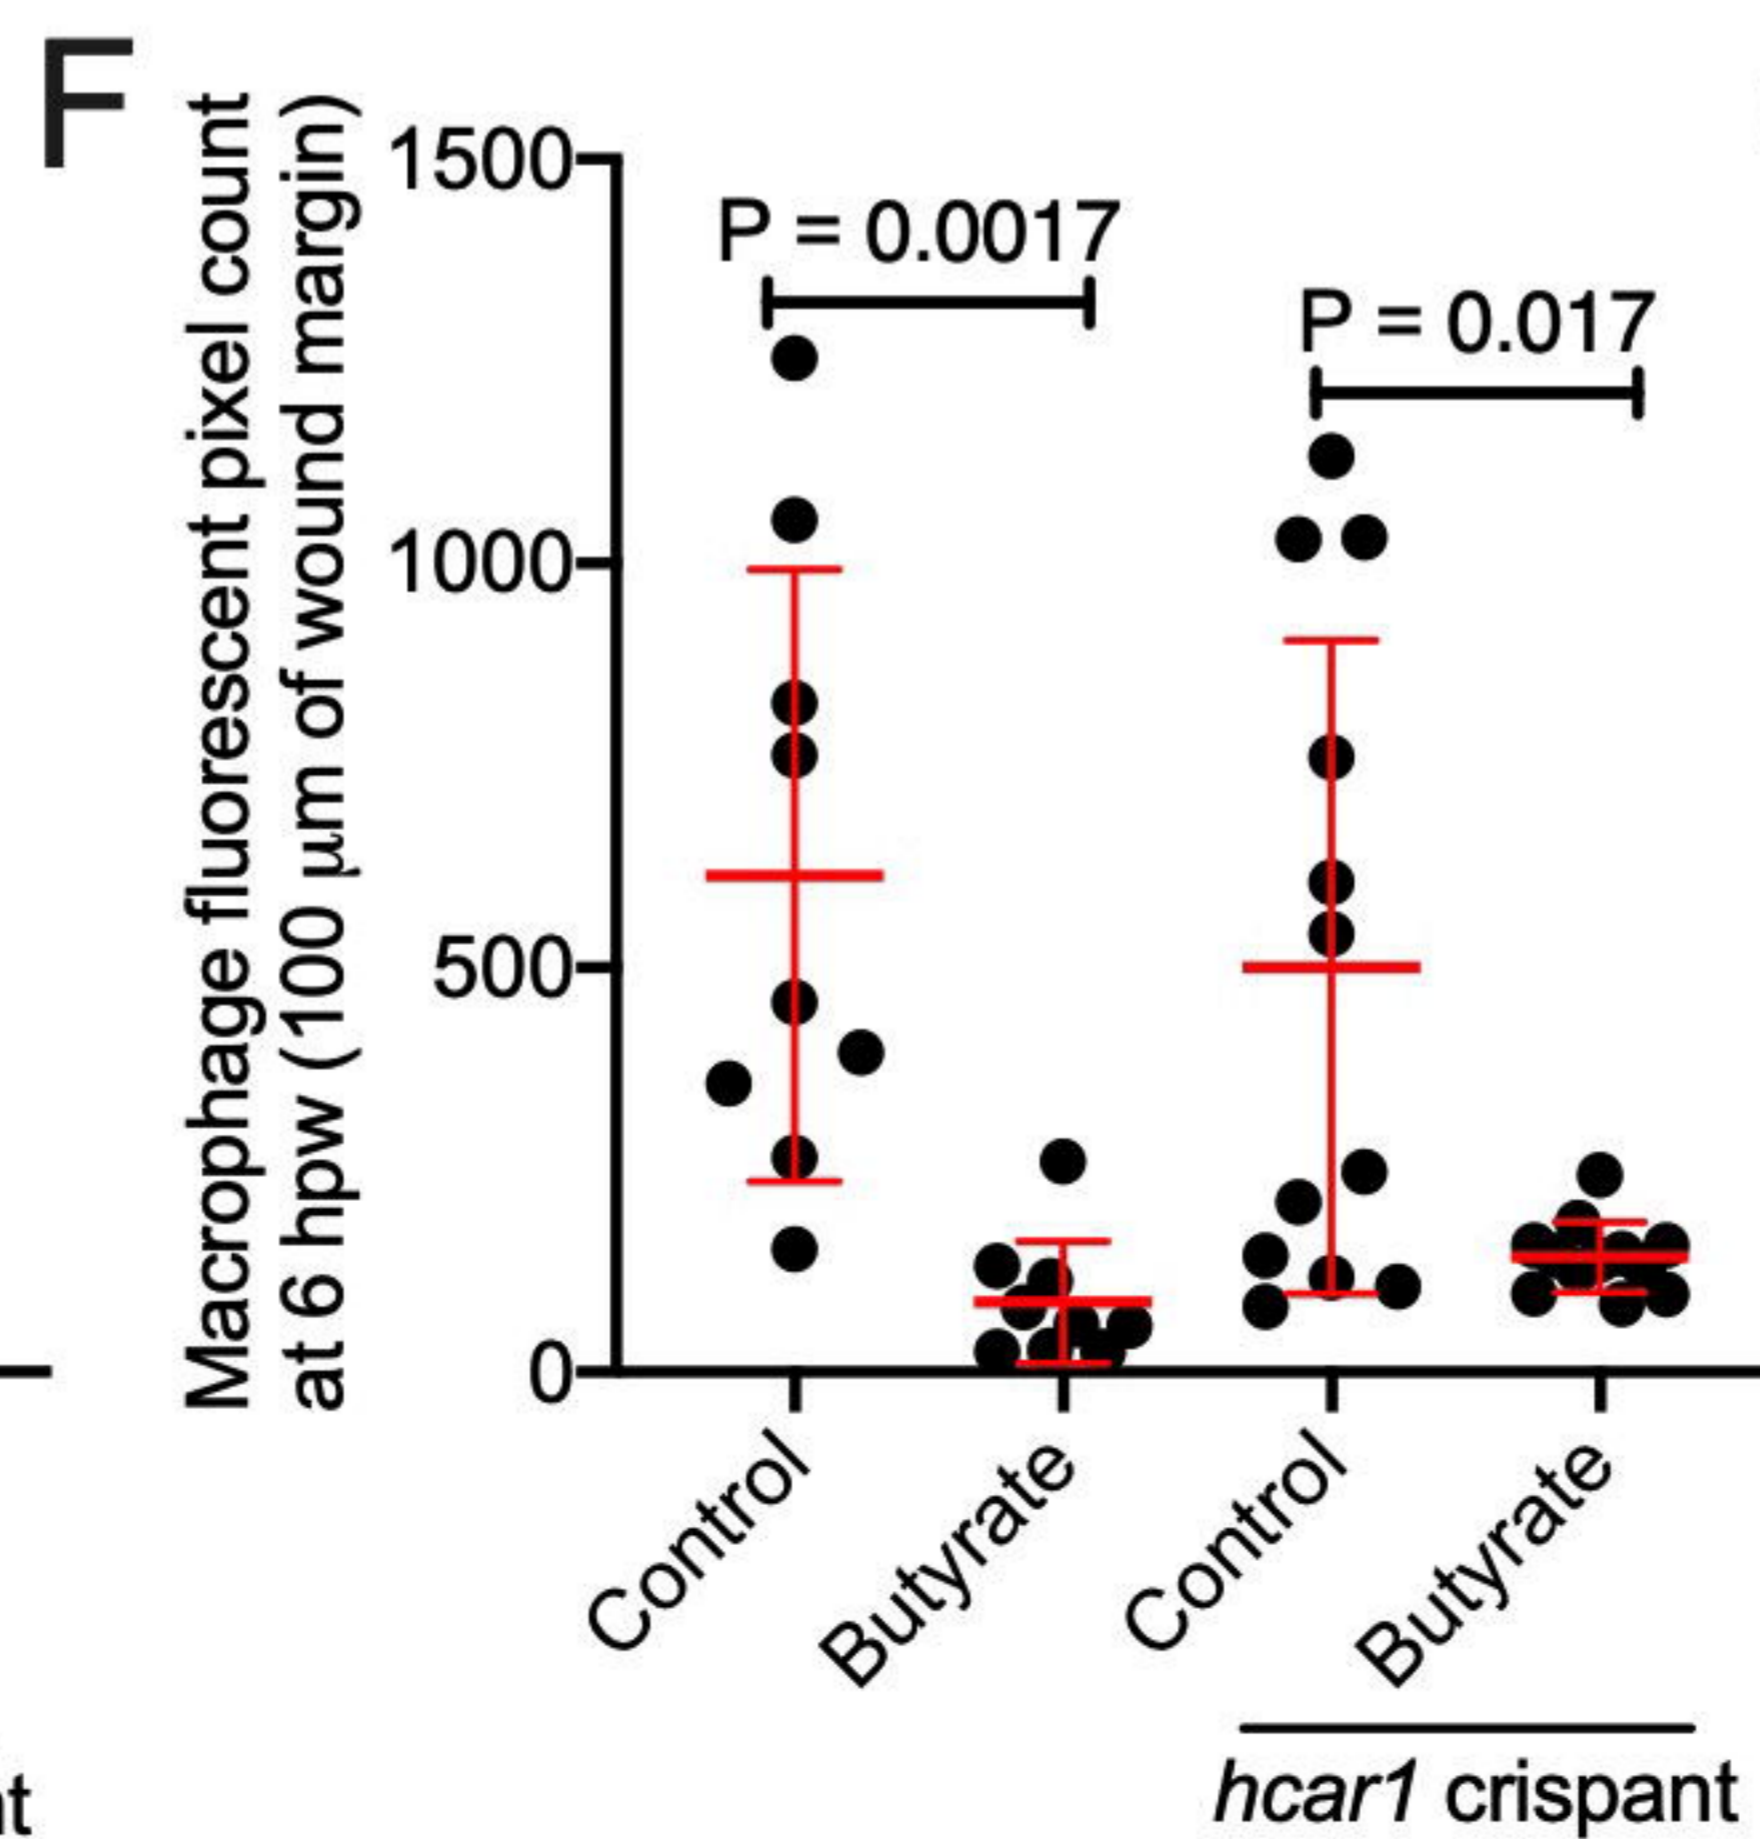 F
Macrophage fluorescent pixel count
at 6 hpw (100 μm of wound margin)
1500
1000
500
0
P = 0.0017
P = 0.017
Control
Butyrate
Control
Butyrate
hcar1 crispant
nt